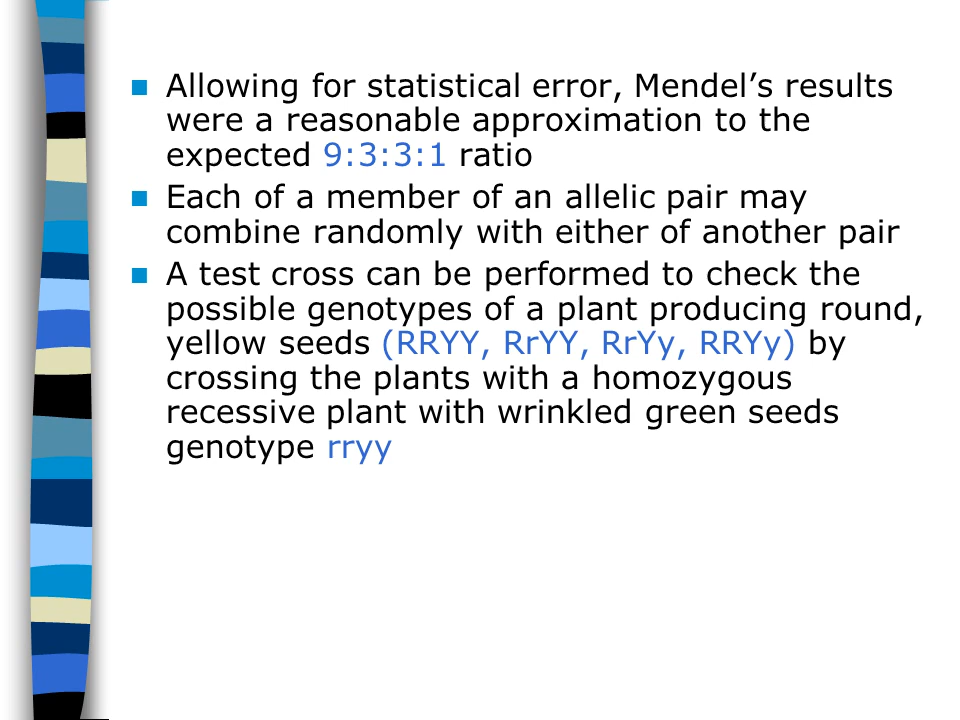 Allowing for statistical error, Mendel’s results
were a reasonable approximation to the
expected 9:3:3:1 ratio
Each of a member of an allelic pair may
combine randomly with either of another pair
A test cross can be performed to check the
possible genotypes of a plant producing round,
yellow seeds (RRYY, RrYY, RrYy, RRYy) by
crossing the plants with a homozygous
recessive plant with wrinkled green seeds
genotype rryy